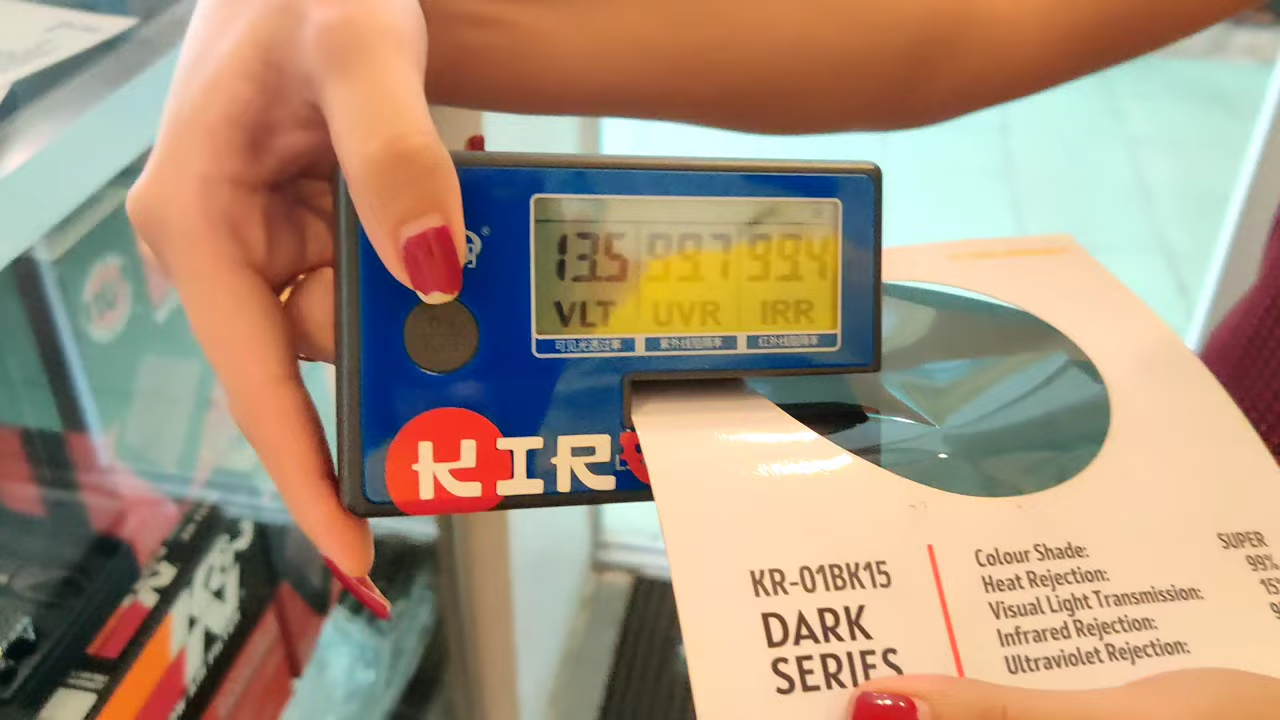 13.5 99.7 99.4
VLT UVR IRR
可见光透过率 紫外线阻隔率 红外线阻隔率
KIR
KR-01BK15
DARK
SERIES
Colour Shade: SUPER
Heat Rejection: 99%
Visual Light Transmission: 15
Infrared Rejection: 9
Ultraviolet Rejection: